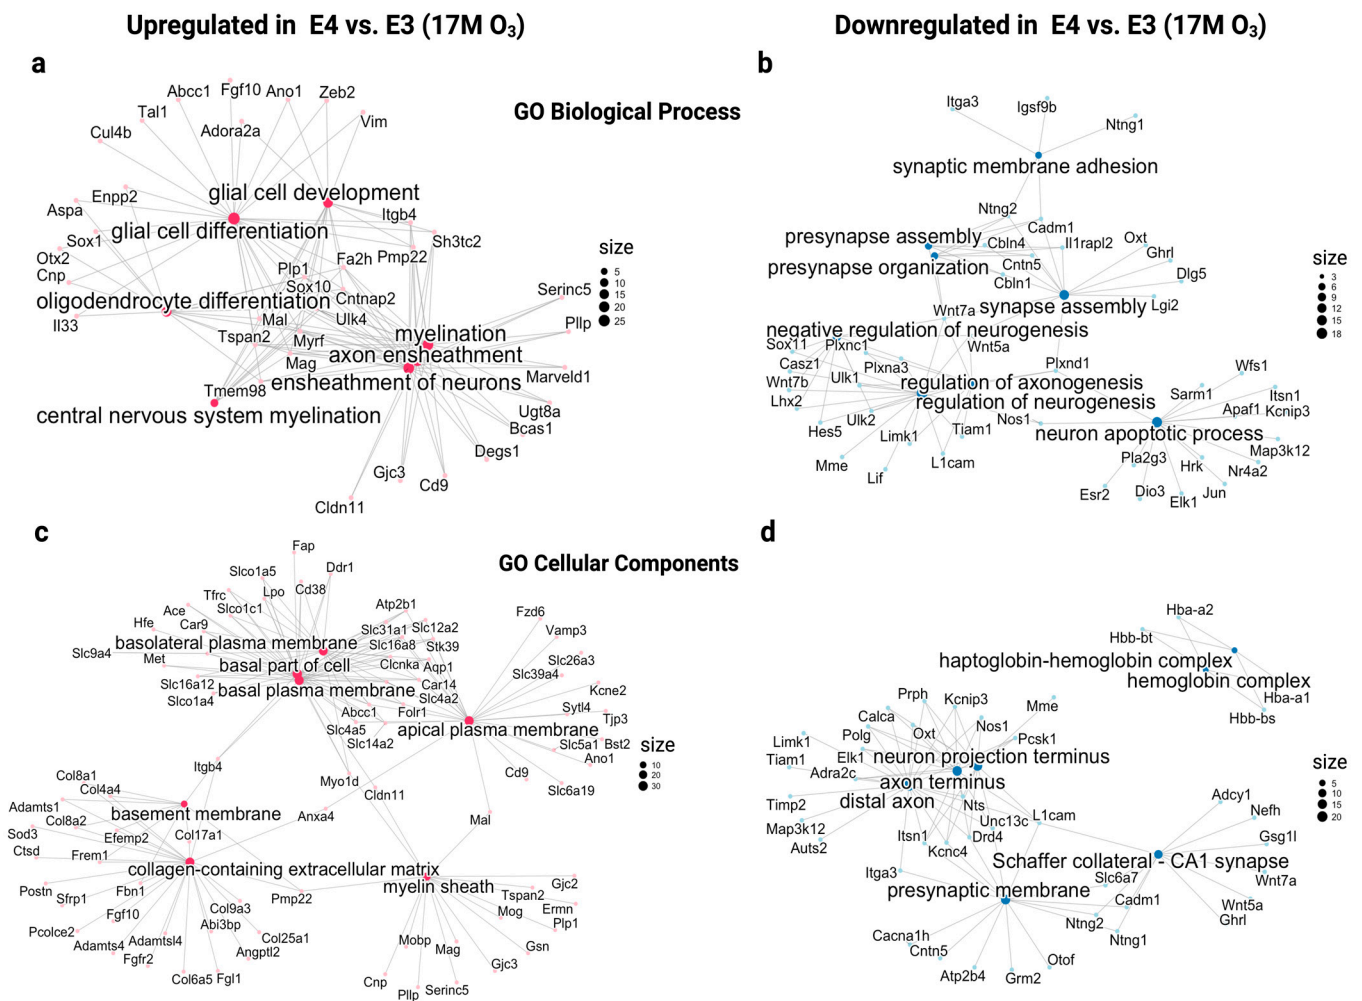 Upregulated in E4 vs. E3 (17M O3)
Downregulated in E4 vs. E3 (17M O3)
a
GO Biological Process
Abcc1
Fgf10
Ano1
Zeb2
Tal1
Adora2a
Vim
Cul4b
glial cell development
Enpp2
Aspa
Itgb4
glial cell differentiation
Sox1
Sh3tc2
Otx2
Fa2h
Pmp22
Cnp
Plp1
Sox10
oligodendrocyte differentiation
Cntnap2
Serinc5
Il33
Mal
Ulk4
Pllp
Tspan2
Myrf
myelination
axon ensheathment
Mag
Marveld1
ensheathment of neurons
Tmem98
central nervous system myelination
Ugt8a
Bcas1
Degs1
Gjc3
Cd9
Cldn11
size
5
10
15
20
25
b
Itga3
Igsf9b
Ntng1
synaptic membrane adhesion
Ntng2
Cadm1
presynapse assembly
Cbln4
Il1rapl2
Oxt
Ghrl
presynapse organization
Cntn5
Cbln1
Dlg5
synapse assembly
Lgi2
Wnt7a
negative regulation of neurogenesis
Sox11
Plxnc1
Wnt5a
Casz1
Plxna3
Plxnd1
Wfs1
Wnt7b
Ulk1
regulation of axonogenesis
Sarm1
Itsn1
Lhx2
regulation of neurogenesis
Apaf1
Kcnip3
Hes5
Ulk2
Limk1
Tiam1
Nos1
neuron apoptotic process
Mme
Lif
L1cam
Pla2g3
Hrk
Map3k12
Nr4a2
Esr2
Dio3
Elk1
Jun
size
3
6
9
12
15
18
c
GO Cellular Components
Fap
Slco1a5
Ddr1
Tfrc
Lpo
Cd38
Ace
Slco1c1
Atp2b1
Hfe
Car9
Slc31a1
Slc12a2
Fzd6
Vamp3
basolateral plasma membrane
Slc16a8
Stk39
Slc9a4
Met
basal part of cell
Clcnka
Aqp1
Slc26a3
Slc39a4
Slc16a12
basal plasma membrane
Car14
Slc4a2
Kcne2
Slco1a4
Abcc1
Folr1
Sytl4
Tjp3
Slc4a5
apical plasma membrane
Slc14a2
Slc5a1
Bst2
Ano1
Itgb4
Myo1d
Cd9
Slc6a19
Col8a1
Col4a4
Cldn11
Adamts1
basement membrane
Anxa4
Mal
Col8a2
Sod3
Efemp2
Col17a1
Ctsd
Frem1
collagen-containing extracellular matrix
myelin sheath
Gjc2
Postn
Sfrp1
Fbn1
Pmp22
Tspan2
Ermn
Fgf10
Col9a3
Mog
Plp1
Pcolce2
Abi3bp
Adamts4
Adamtsl4
Col25a1
Mobp
Mag
Gsn
Fgfr2
Angptl2
Gjc3
Col6a5
Fgl1
Cnp
Pllp
Serinc5
size
10
20
30
d
Hba-a2
Hbb-bt
haptoglobin-hemoglobin complex
hemoglobin complex
Hba-a1
Hbb-bs
Prph
Kcnip3
Mme
Calca
Nos1
Limk1
Polg
Oxt
Pcsk1
Tiam1
Elk1
neuron projection terminus
Adra2c
axon terminus
distal axon
Timp2
Nts
Adcy1
Map3k12
Unc13c
L1cam
Nefh
Auts2
Itsn1
Drd4
Gsg1l
Kcnc4
Schaffer collateral - CA1 synapse
Itga3
Slc6a7
Wnt7a
presynaptic membrane
Cadm1
Wnt5a
Ntng2
Ghrl
Cacna1h
Ntng1
Cntn5
Otof
Atp2b4
Grm2
size
5
10
15
20